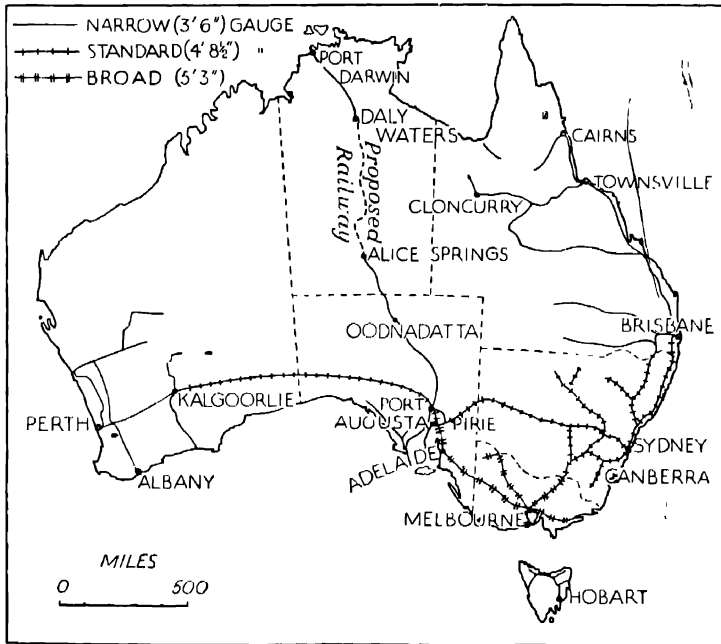 NARROW (3'6") GAUGE
STANDARD (4'8½") "
BROAD (5'3")
PORT
DARWIN
DALY
WATERS
Proposed
Railway
CAIRNS
TOWNSVILLE
CLONCURRY
ALICE SPRINGS
OODNADATTA
BRISBANE
KALGOORLIE
PERTH
ALBANY
PORT
AUGUSTA
PIRIE
ADELAIDE
SYDNEY
CANBERRA
MELBOURNE
MILES
0 500
HOBART